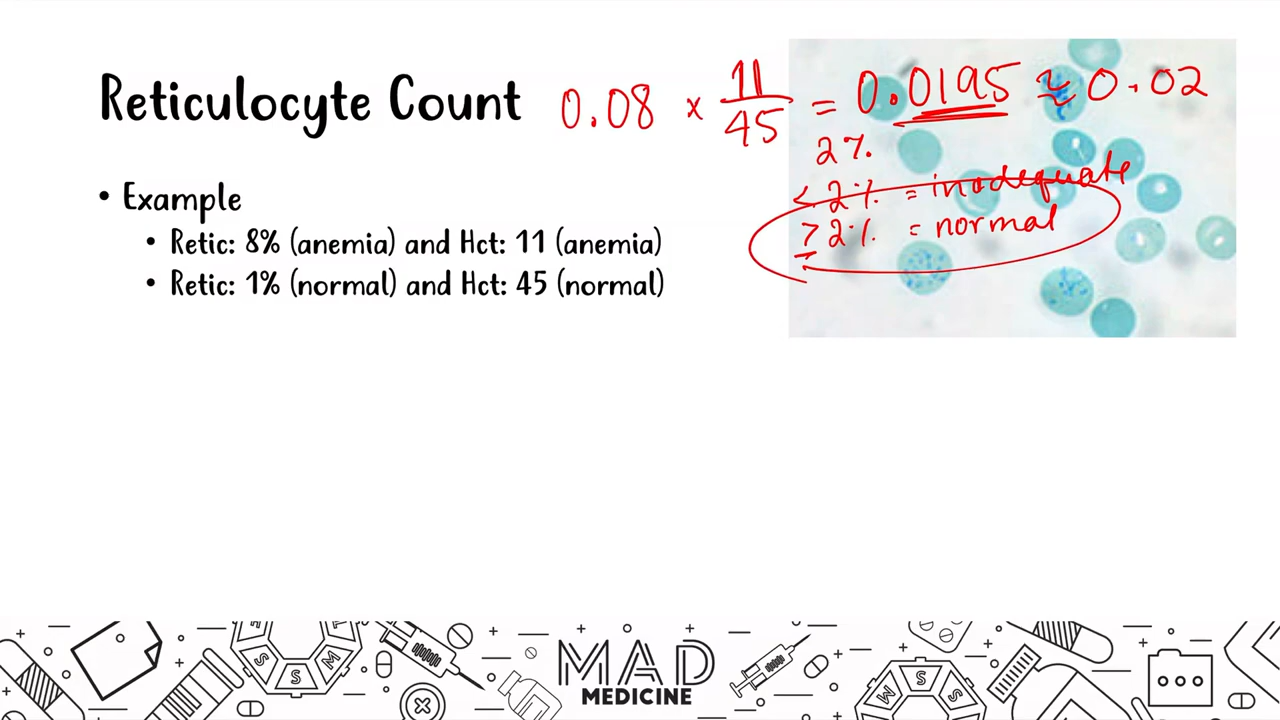 Reticulocyte Count
0.08 × 11/45 = 0.0195 ≈ 0.02
2%
< 2% = inadequate
≥ 2% = normal
• Example
• Retic: 8% (anemia) and Hct: 11 (anemia)
• Retic: 1% (normal) and Hct: 45 (normal)
S
S
M
MAD
MEDICINE
M
S
S